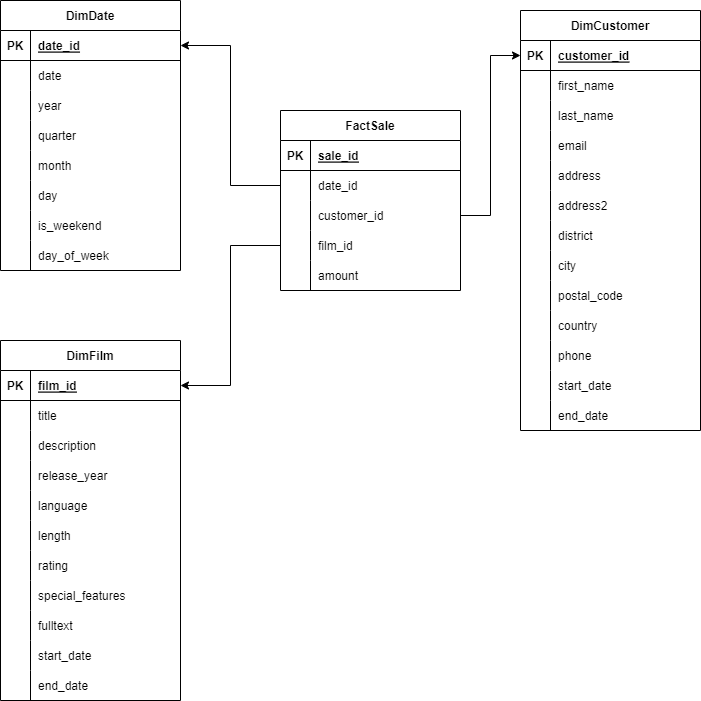 DimDate
PK date_id
date
year
quarter
month
day
is_weekend
day_of_week
FactSale
PK sale_id
date_id
customer_id
film_id
amount
DimCustomer
PK customer_id
first_name
last_name
email
address
address2
district
city
postal_code
country
phone
start_date
end_date
DimFilm
PK film_id
title
description
release_year
language
length
rating
special_features
fulltext
start_date
end_date